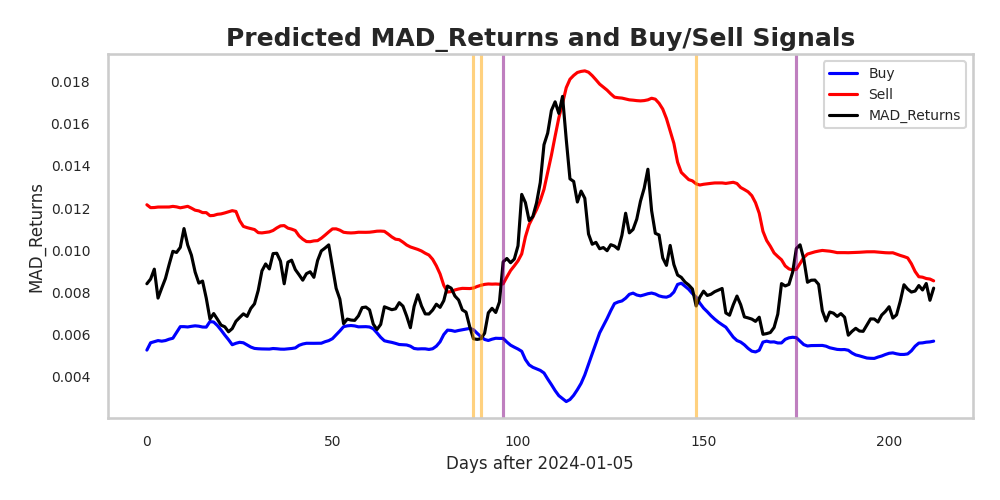 Predicted MAD_Returns and Buy/Sell Signals
Buy
Sell
MAD_Returns
0.018
0.016
0.014
0.012
0.010
0.008
0.006
0.004
MAD_Returns
0 50 100 150 200
Days after 2024-01-05